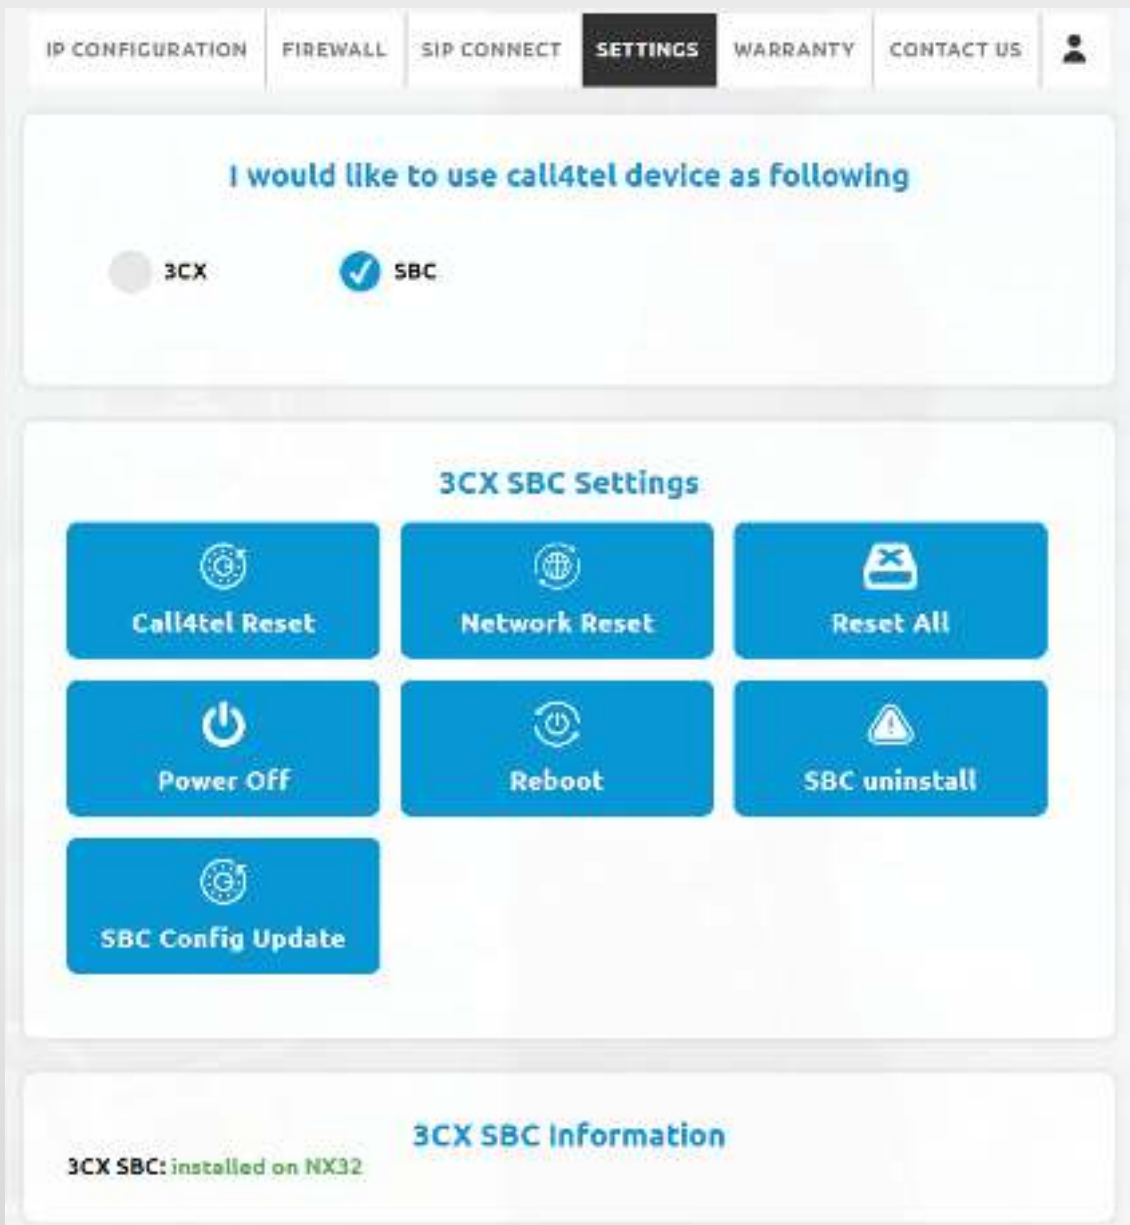 IP CONFIGURATION FIREWALL SIP CONNECT SETTINGS WARRANTY CONTACT US
I would like to use call4tel device as following
3CX SBC
3CX SBC Settings
Call4tel Reset Network Reset Reset All
Power Off Reboot SBC uninstall
SBC Config Update
3CX SBC Information
3CX SBC: installed on NX32